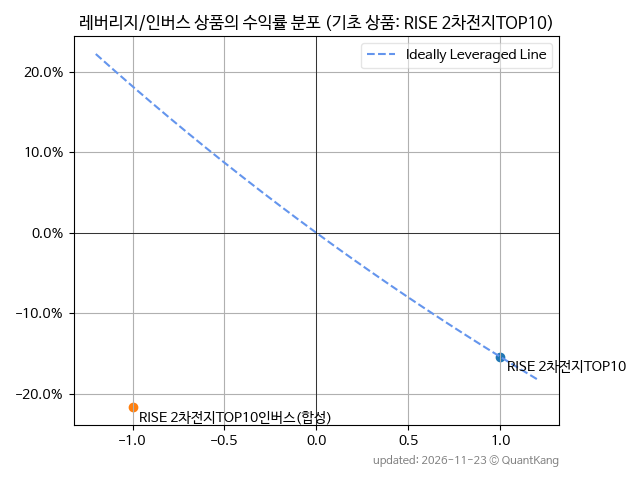 레버리지/인버스 상품의 수익률 분포 (기초 상품: RISE 2차전지TOP10)
Ideally Leveraged Line
20.0%
10.0%
0.0%
−10.0%
−20.0%
RISE 2차전지TOP10
RISE 2차전지TOP10인버스(합성)
−1.0 −0.5 0.0 0.5 1.0
updated: 2026-11-23 © QuantKang